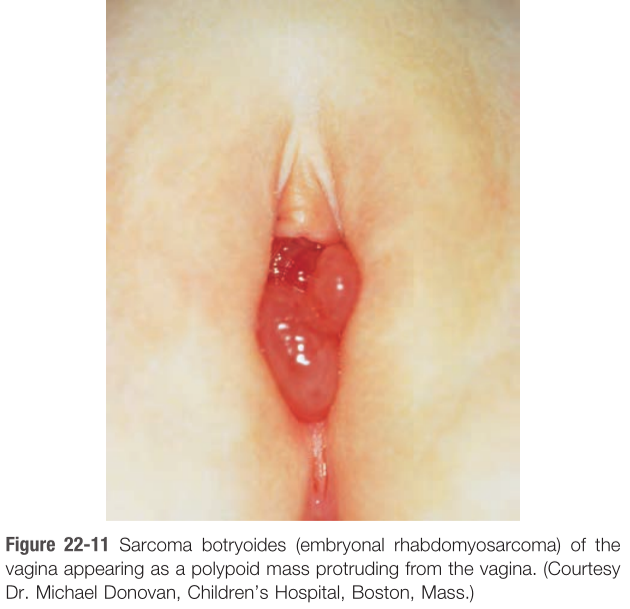 Figure 22-11 Sarcoma botryoides (embryonal rhabdomyosarcoma) of the
vagina appearing as a polypoid mass protruding from the vagina. (Courtesy
Dr. Michael Donovan, Children's Hospital, Boston, Mass.)